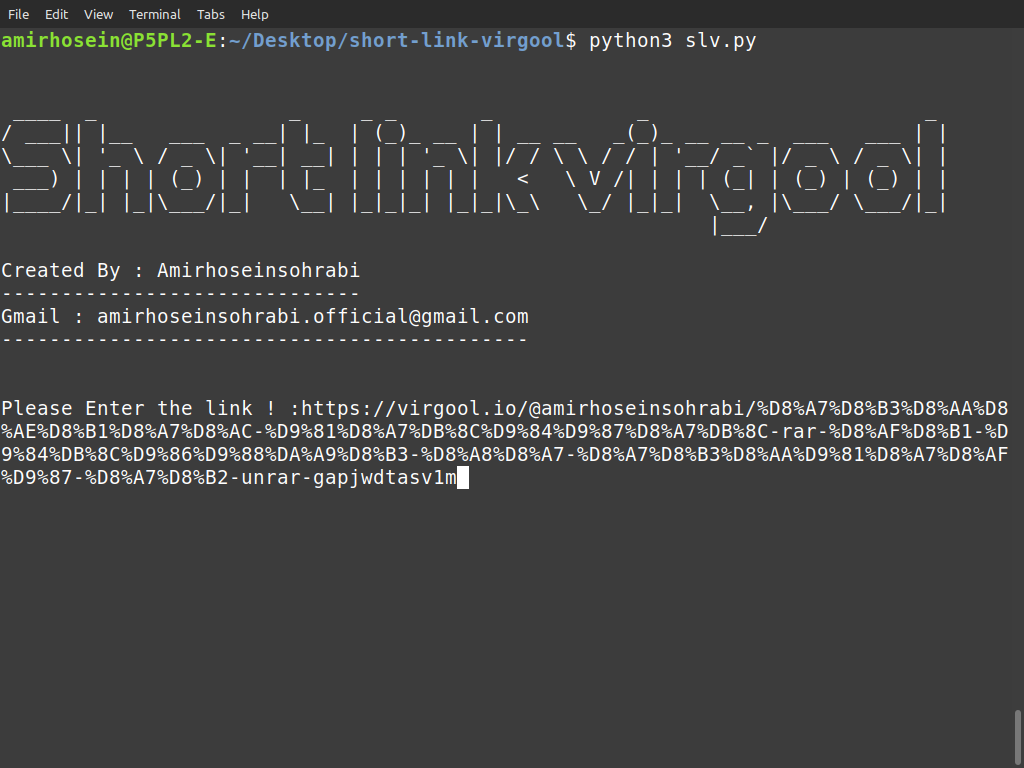 File Edit View Terminal Tabs Help
amirhosein@P5PL2-E:~/Desktop/short-link-virgool$ python3 slv.py
Short link virgool
Created By : Amirhoseinsohrabi
------------------------------
Gmail : amirhoseinsohrabi.official@gmail.com
--------------------------------------------
Please Enter the link ! :https://virgool.io/@amirhoseinsohrabi/%D8%A7%D8%B3%D8%AA%D8
%AE%D8%B1%D8%A7%D8%AC-%D9%81%D8%A7%DB%8C%D9%84%D9%87%D8%A7%DB%8C-rar-%D8%AF%D8%B1-%D
9%84%DB%8C%D9%86%D9%88%DA%A9%D8%B3-%D8%A8%D8%A7-%D8%A7%D8%B3%D8%AA%D9%81%D8%A7%D8%AF
%D9%87-%D8%A7%D8%B2-unrar-gapjwdtasv1m